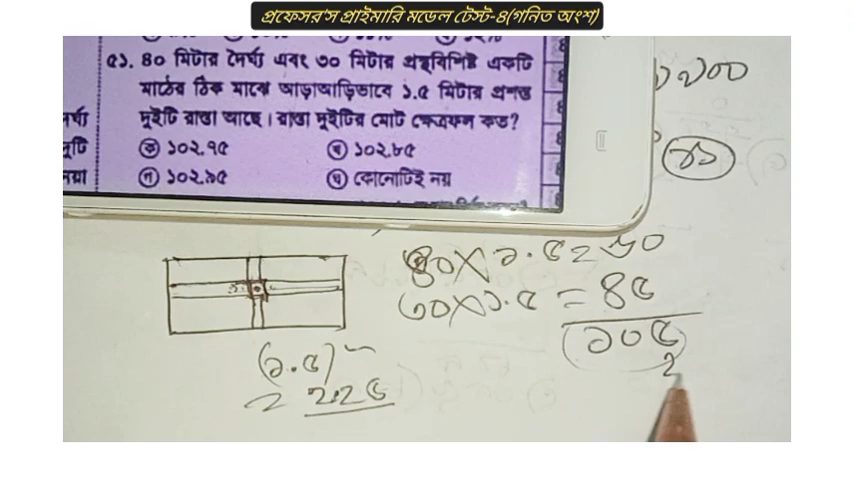 প্রফেসর'স প্রাইমারি মডেল টেস্ট-৪(গনিত অংশ)
৫১. ৪০ মিটার দৈর্ঘ্য এবং ৩০ মিটার প্রস্থবিশিষ্ট একটি
মাঠের ঠিক মাঝে আড়াআড়িভাবে ১.৫ মিটার প্রশস্ত
দুইটি রাস্তা আছে। রাস্তা দুইটির মোট ক্ষেত্রফল কত?
ক ১০২.৭৫
খ ১০২.৮৫
গ ১০২.৯৫
ঘ কোনোটিই নয়
৪০×১.৫=৬০
৩০×১.৫ = ৪৫
১০৫
(১.৫)²
= ২.২৫
৫১